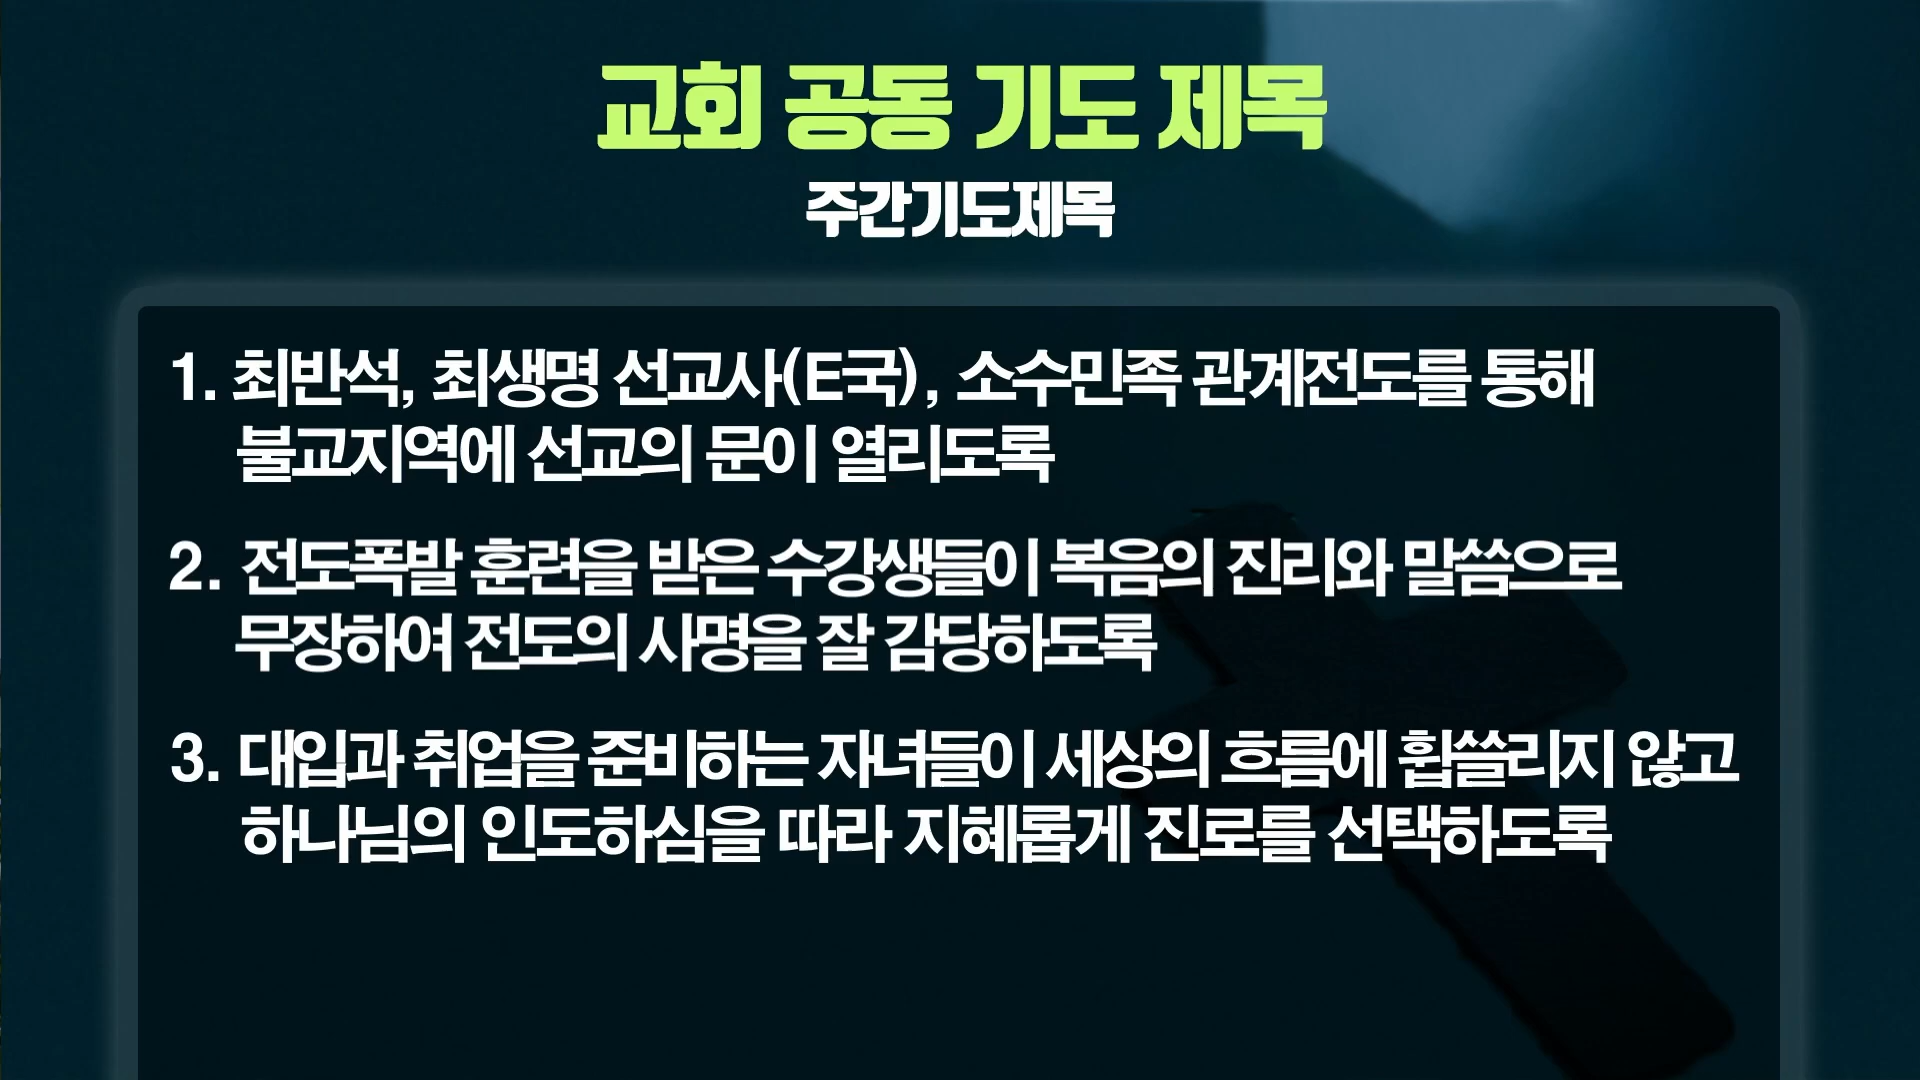 교회 공동 기도 제목
주간기도제목
1. 최반석, 최생명 선교사(E국), 소수민족 관계전도를 통해
불교지역에 선교의 문이 열리도록
2. 전도폭발 훈련을 받은 수강생들이 복음의 진리와 말씀으로
무장하여 전도의 사명을 잘 감당하도록
3. 대입과 취업을 준비하는 자녀들이 세상의 흐름에 휩쓸리지 않고
하나님의 인도하심을 따라 지혜롭게 진로를 선택하도록